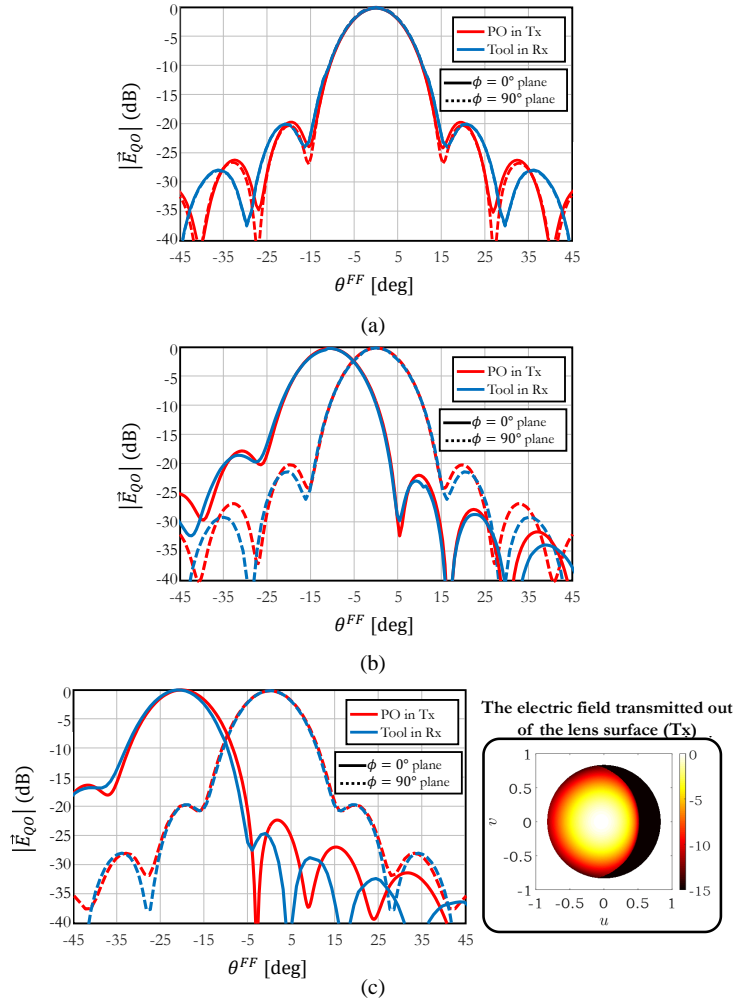 0
-5
-10
-15
-20
-25
-30
-35
-40
|E⃗_QO| (dB)
PO in Tx
Tool in Rx
ϕ = 0° plane
ϕ = 90° plane
-45 -35 -25 -15 -5 5 15 25 35 45
θ^FF [deg]
(a)
0
-5
-10
-15
-20
-25
-30
-35
-40
|E⃗_QO| (dB)
PO in Tx
Tool in Rx
ϕ = 0° plane
ϕ = 90° plane
-45 -35 -25 -15 -5 5 15 25 35 45
θ^FF [deg]
(b)
0
-5
-10
-15
-20
-25
-30
-35
-40
|E⃗_QO| (dB)
PO in Tx
Tool in Rx
ϕ = 0° plane
ϕ = 90° plane
-45 -35 -25 -15 -5 5 15 25 35 45
θ^FF [deg]
The electric field transmitted out
of the lens surface (Tx)
1
0.5
0
-0.5
-1
v
-1 0 0.5 1
u
0
-5
-10
-15
(c)